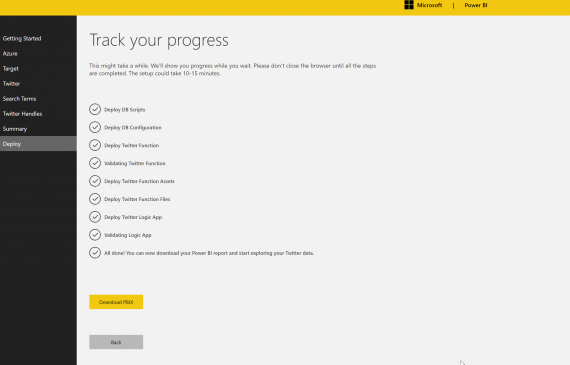 Microsoft | Power BI
Getting Started
Azure
Target
Twitter
Search Terms
Twitter Handles
Summary
Deploy
Track your progress
This might take a while. We'll show you progress while you wait. Please don't close the browser until all the steps
are completed. The setup could take 10-15 minutes.
Deploy DB Scripts
Deploy DB Configuration
Deploy Twitter Function
Validating Twitter Function
Deploy Twitter Function Assets
Deploy Twitter Function Files
Deploy Twitter Logic App
Validating Logic App
All done! You can now download your Power BI report and start exploring your Twitter data.
Download PBIX
Back